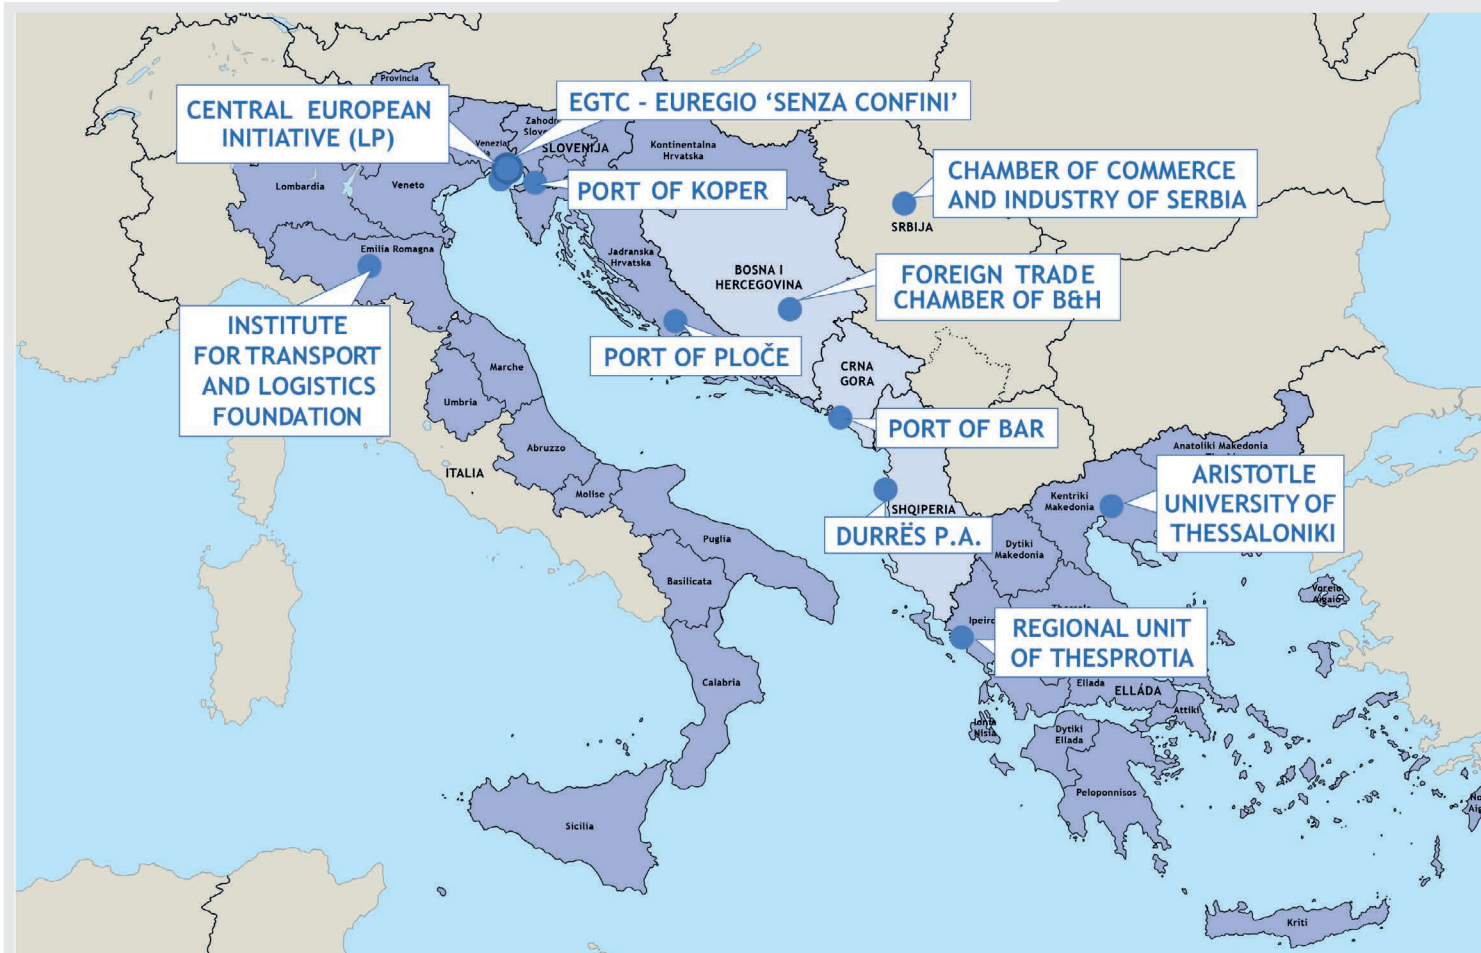 Provincia
CENTRAL EUROPEAN
INITIATIVE (LP)
EGTC - EUREGIO ‘SENZA CONFINI’
SLOVENIJA
Kontinentalna
Hrvatska
Lombardia
Veneto
PORT OF KOPER
CHAMBER OF COMMERCE
AND INDUSTRY OF SERBIA
SRBIJA
Emilia Romagna
Jadranska
Hrvatska
BOSNA I
HERCEGOVINA
FOREIGN TRADE
CHAMBER OF B&H
INSTITUTE
FOR TRANSPORT
AND LOGISTICS
FOUNDATION
PORT OF PLOČE
Marche
Umbria
CRNA
GORA
PORT OF BAR
Abruzzo
ITALIA
Molise
Anatoliki Makedonia
ARISTOTLE
UNIVERSITY OF
THESSALONIKI
Kentriki
Makedonia
SHQIPERIA
DURRËS P.A.
Dytiki
Makedonia
Puglia
Basilicata
Voreio
Aigaio
REGIONAL UNIT
OF THESPROTIA
Calabria
Ellada
ELLÁDA
Attiki
Ionia
Nisia
Dytiki
Ellada
Peloponnisos
Sicilia
Kriti